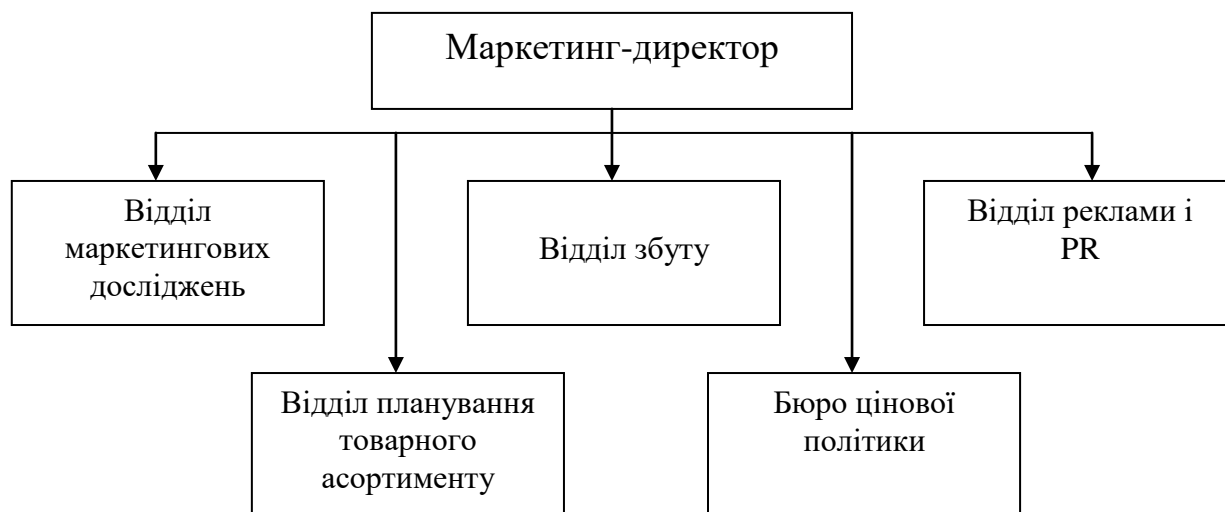 Маркетинг-директор
Відділ
маркетингових
досліджень
Відділ збуту
Відділ реклами і
PR
Відділ планування
товарного
асортименту
Бюро цінової
політики